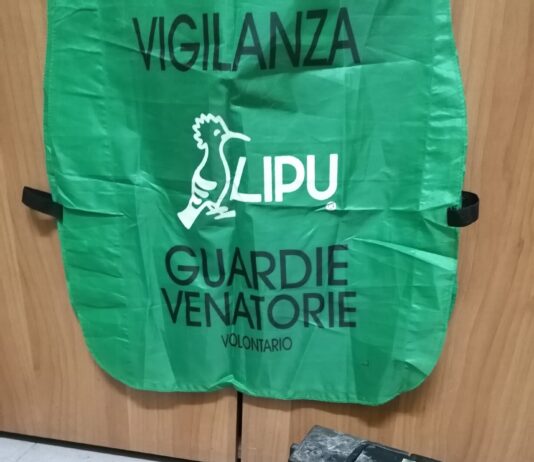 VIGILANZA
LIPU
GUARDIE
VENATORIE
VOLONTARIO